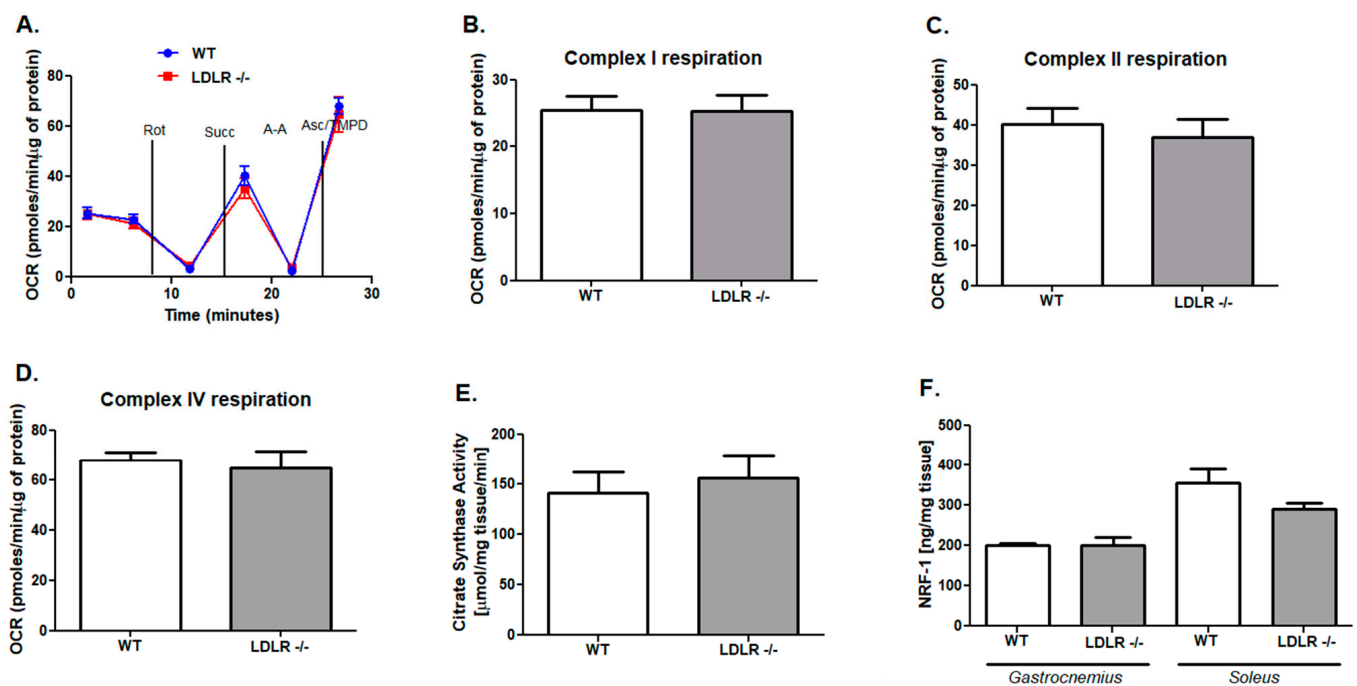 A.
WT
LDLR -/-
OCR (pmoles/min/µg of protein)
80
60
40
20
0
Rot
Succ
A-A
Asc/TMPD
0
10
20
30
Time (minutes)
B.
Complex I respiration
OCR (pmoles/min/µg of protein)
30
20
10
0
WT
LDLR -/-
C.
Complex II respiration
OCR (pmoles/min/µg of protein)
50
40
30
20
10
0
WT
LDLR -/-
D.
Complex IV respiration
OCR (pmoles/min/µg of protein)
80
60
40
20
0
WT
LDLR -/-
E.
Citrate Synthase Activity
[µmol/mg tissue/min]
200
150
100
50
0
WT
LDLR -/-
F.
NRF-1 [ng/mg tissue]
500
400
300
200
100
0
WT
LDLR -/-
WT
LDLR -/-
Gastrocnemius
Soleus